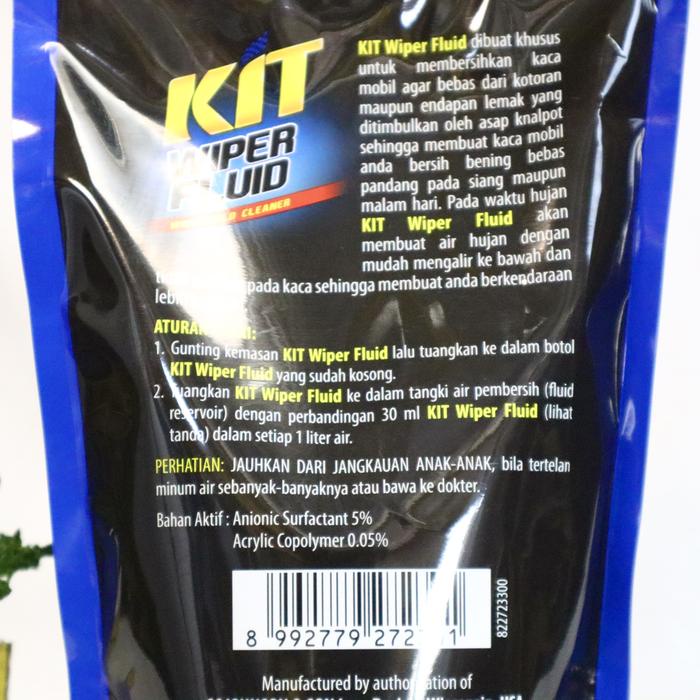 KIT
WIPER
FLUID
CLEANER
KIT Wiper Fluid dibuat khusus
untuk membersihkan kaca
mobil agar bebas dari kotoran
maupun endapan lemak yang
ditimbulkan oleh asap knalpot
sehingga membuat kaca mobil
anda bersih bening bebas
pandang pada siang maupun
malam hari. Pada waktu hujan
KIT Wiper Fluid akan
membuat air hujan dengan
mudah mengalir ke bawah dan
pada kaca sehingga membuat anda berkendaraan
1. Gunting kemasan KIT Wiper Fluid lalu tuangkan ke dalam botol
KIT Wiper Fluid yang sudah kosong.
2. Tuangkan KIT Wiper Fluid ke dalam tangki air pembersih (fluid
reservoir) dengan perbandingan 30 ml KIT Wiper Fluid (lihat
tanda) dalam setiap 1 liter air.
PERHATIAN: JAUHKAN DARI JANGKAUAN ANAK-ANAK, bila tertelan
minum air sebanyak-banyaknya atau bawa ke dokter.
Bahan Aktif : Anionic Surfactant 5%
Acrylic Copolymer 0.05%
822723300
8 992779
Manufactured by authorization of